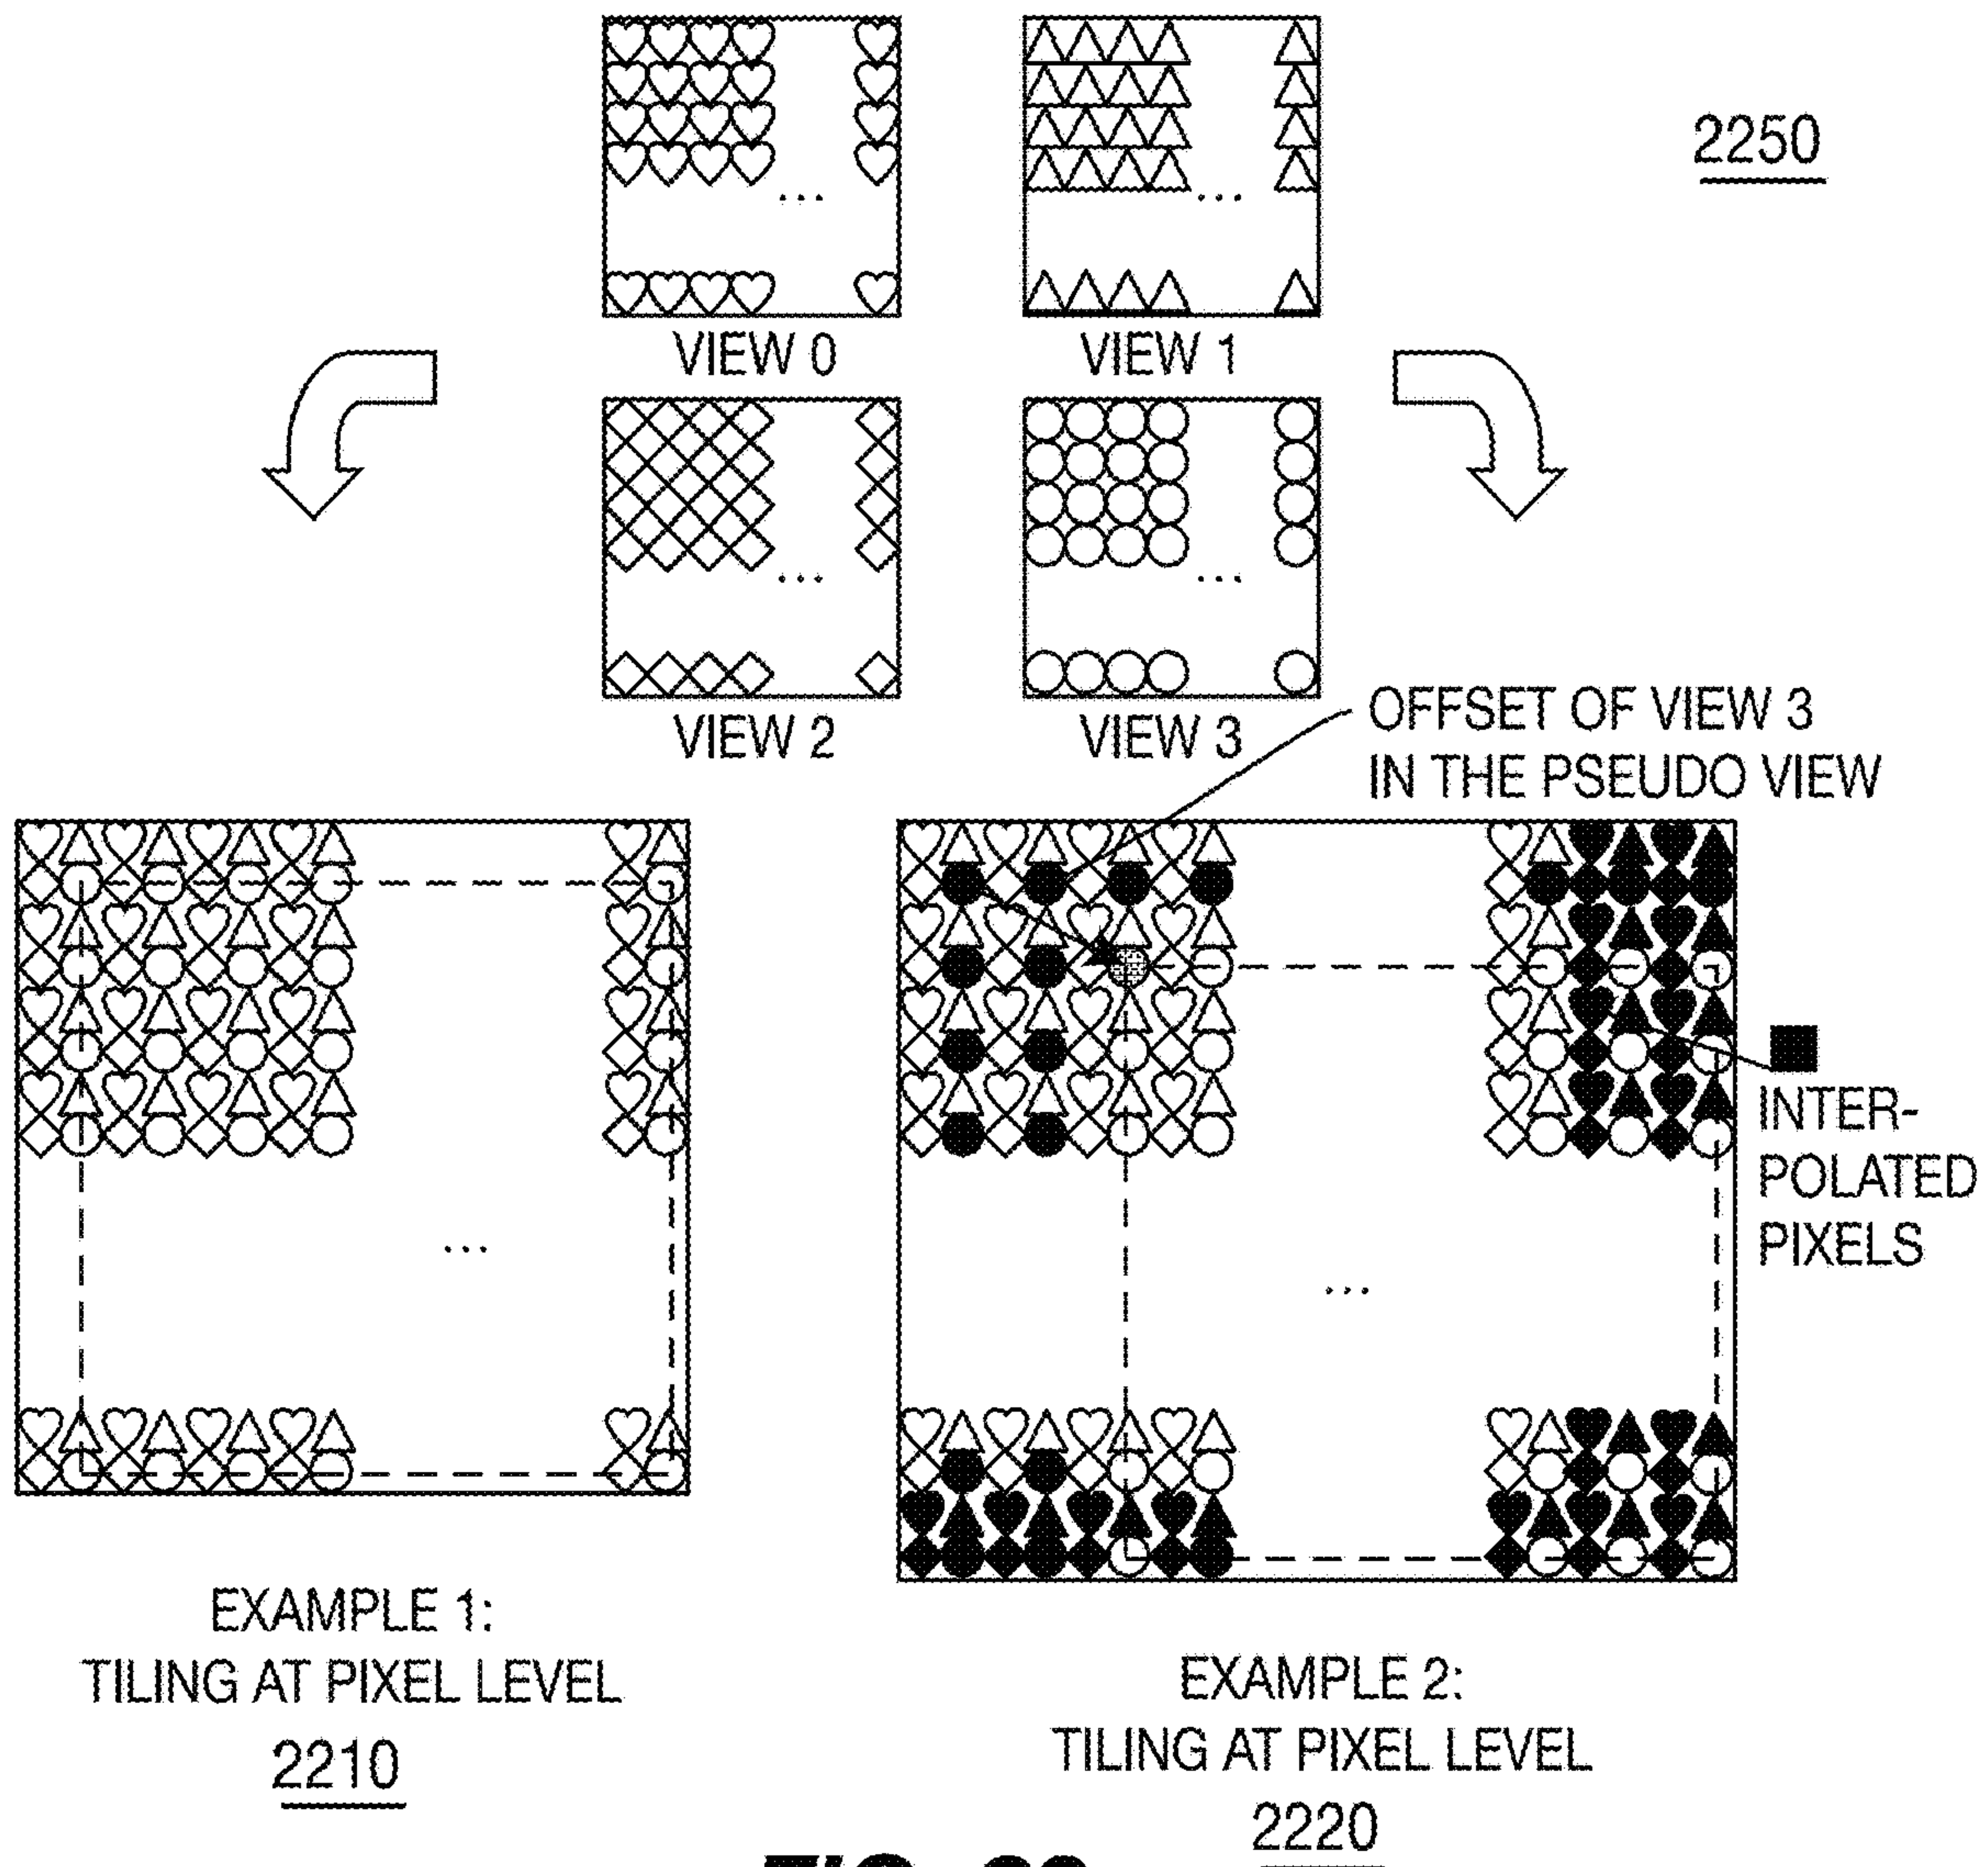 2250
VIEW 0
VIEW 1
VIEW 2
VIEW 3
OFFSET OF VIEW 3
IN THE PSEUDO VIEW
INTER-
POLATED
PIXELS
EXAMPLE 1:
TILING AT PIXEL LEVEL
2210
EXAMPLE 2:
TILING AT PIXEL LEVEL
2220